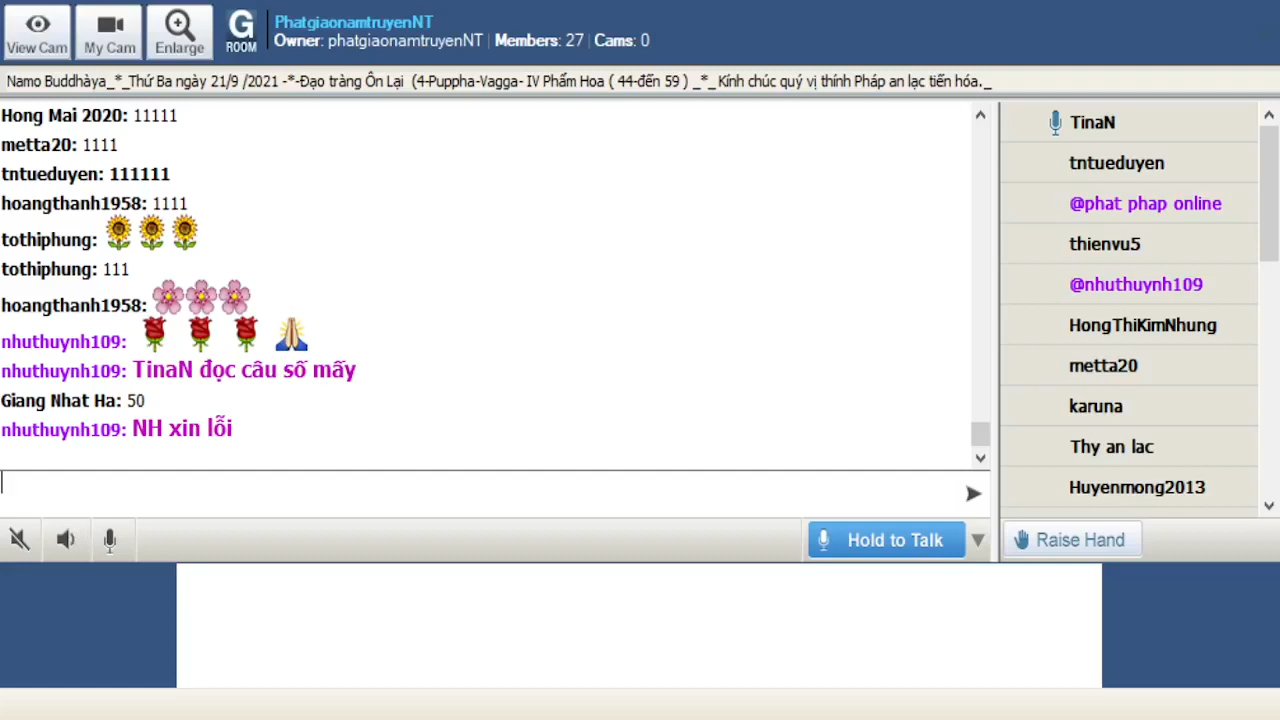 View Cam
My Cam
Enlarge
G
ROOM
PhatgiaonamtruyenNT
Owner: phatgiaonamtruyenNT | Members: 27 | Cams: 0
Namo Buddhàya_*_Thứ Ba ngày 21/9 /2021 -*-Đạo tràng Ôn Lại (4-Puppha-Vagga- IV Phẩm Hoa ( 44-đến 59 ) _*_ Kính chúc quý vị thính Pháp an lạc tiến hóa._
Hong Mai 2020: 11111
metta20: 1111
tntueduyen: 111111
hoangthanh1958: 1111
tothiphung:
tothiphung: 111
hoangthanh1958:
nhuthuynh109:
nhuthuynh109: TinaN đọc câu số mấy
Giang Nhat Ha: 50
nhuthuynh109: NH xin lỗi
TinaN
tntueduyen
@phat phap online
thienvu5
@nhuthuynh109
HongThiKimNhung
metta20
karuna
Thy an lac
Huyenmong2013
Hold to Talk
Raise Hand